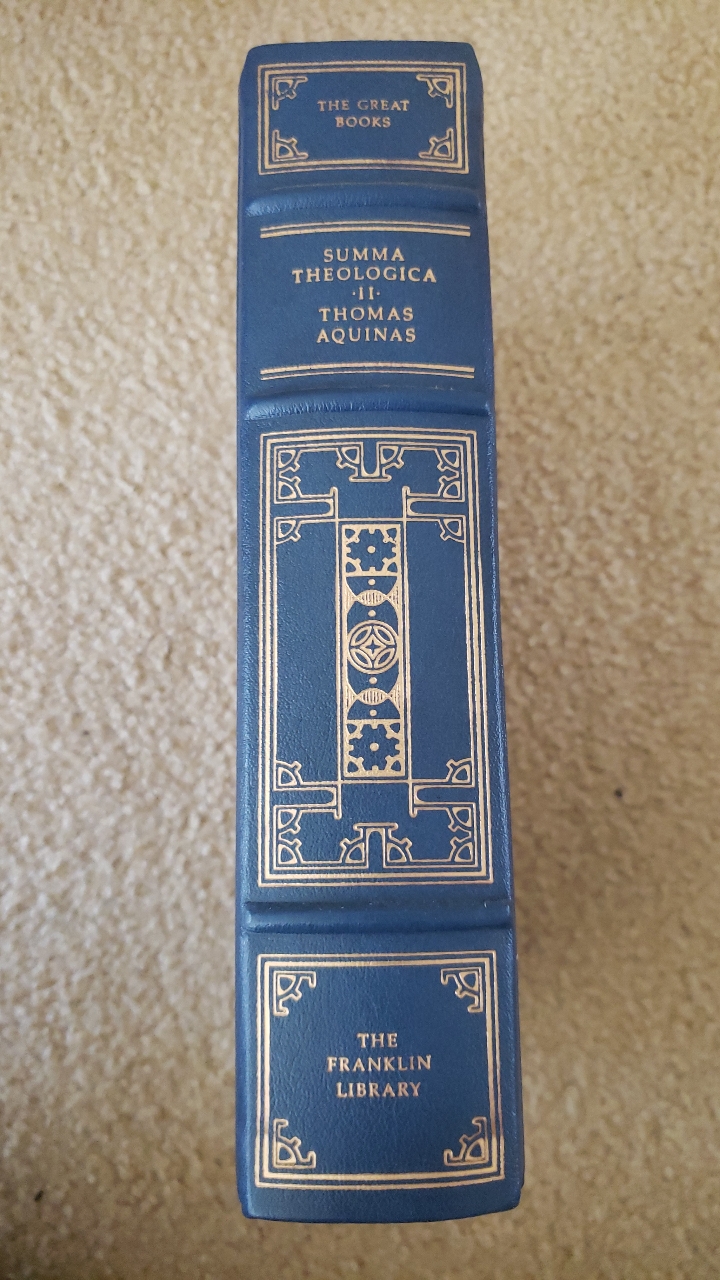 THE GREAT
BOOKS
SUMMA
THEOLOGICA
·II·
THOMAS
AQUINAS
THE
FRANKLIN
LIBRARY